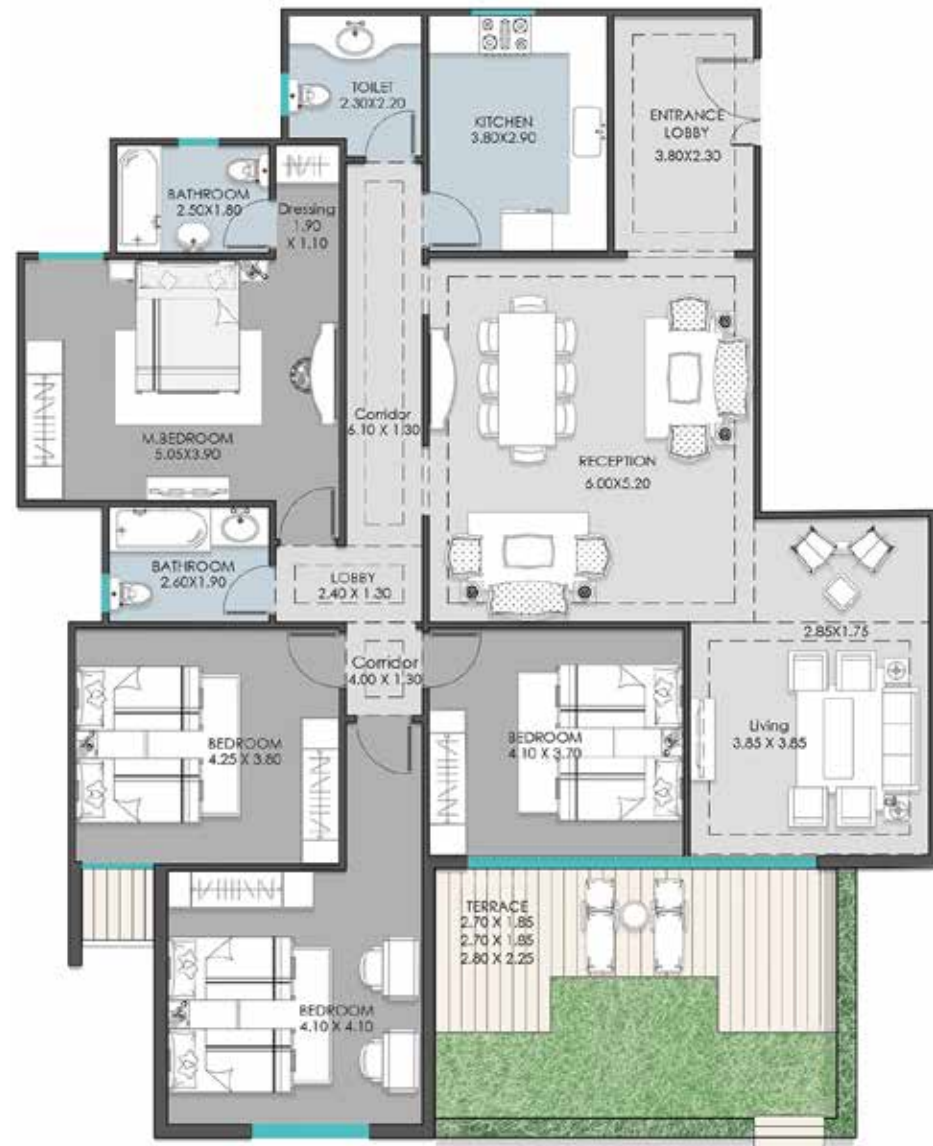 TOILET
2.30X2.20
KITCHEN
3.80X2.90
ENTRANCE
LOBBY
3.80X2.30
BATHROOM
2.50X1.80
Dressing
1.90
X 1.10
M.BEDROOM
5.05X3.90
Corridor
6.10 X 1.30
RECEPTION
6.00X5.20
BATHROOM
2.60X1.90
LOBBY
2.40 X 1.30
2.85X1.75
Corridor
4.00 X 1.30
BEDROOM
4.25 X 3.80
BEDROOM
4.10 X 3.70
Living
3.85 X 3.85
TERRACE
2.70 X 1.85
2.70 X 1.85
2.80 X 2.25
BEDROOM
4.10 X 4.10